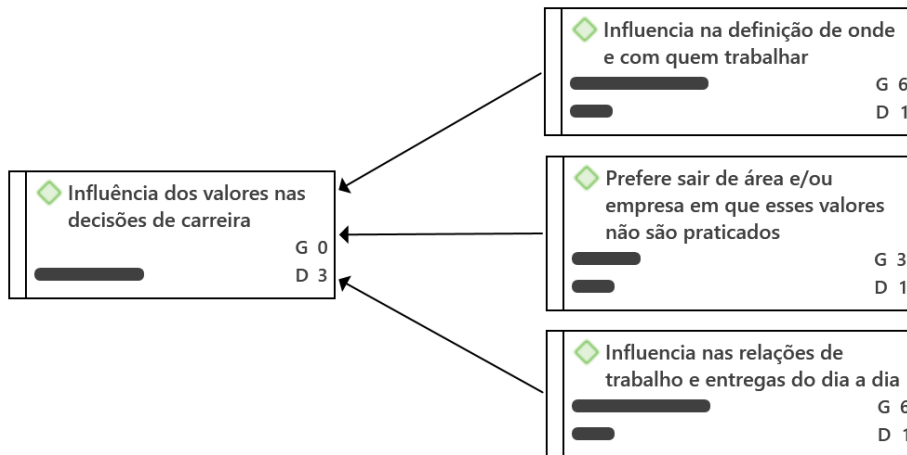 Influencia na definição de onde
e com quem trabalhar
G 6
D 1
Influência dos valores nas
decisões de carreira
G 0
D 3
Prefere sair de área e/ou
empresa em que esses valores
não são praticados
G 3
D 1
Influencia nas relações de
trabalho e entregas do dia a dia
G 6
D 1